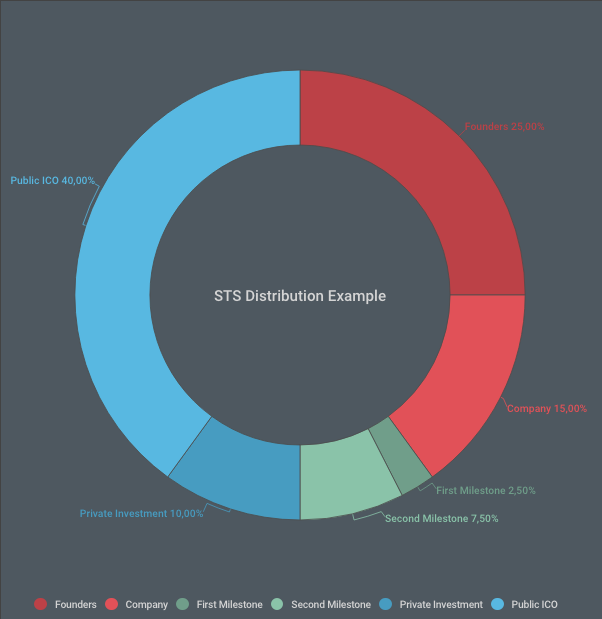 Founders 25,00%
Public ICO 40,00%
STS Distribution Example
Company 15,00%
First Milestone 2,50%
Private Investment 10,00%
Second Milestone 7,50%
Founders Company First Milestone Second Milestone Private Investment Public ICO